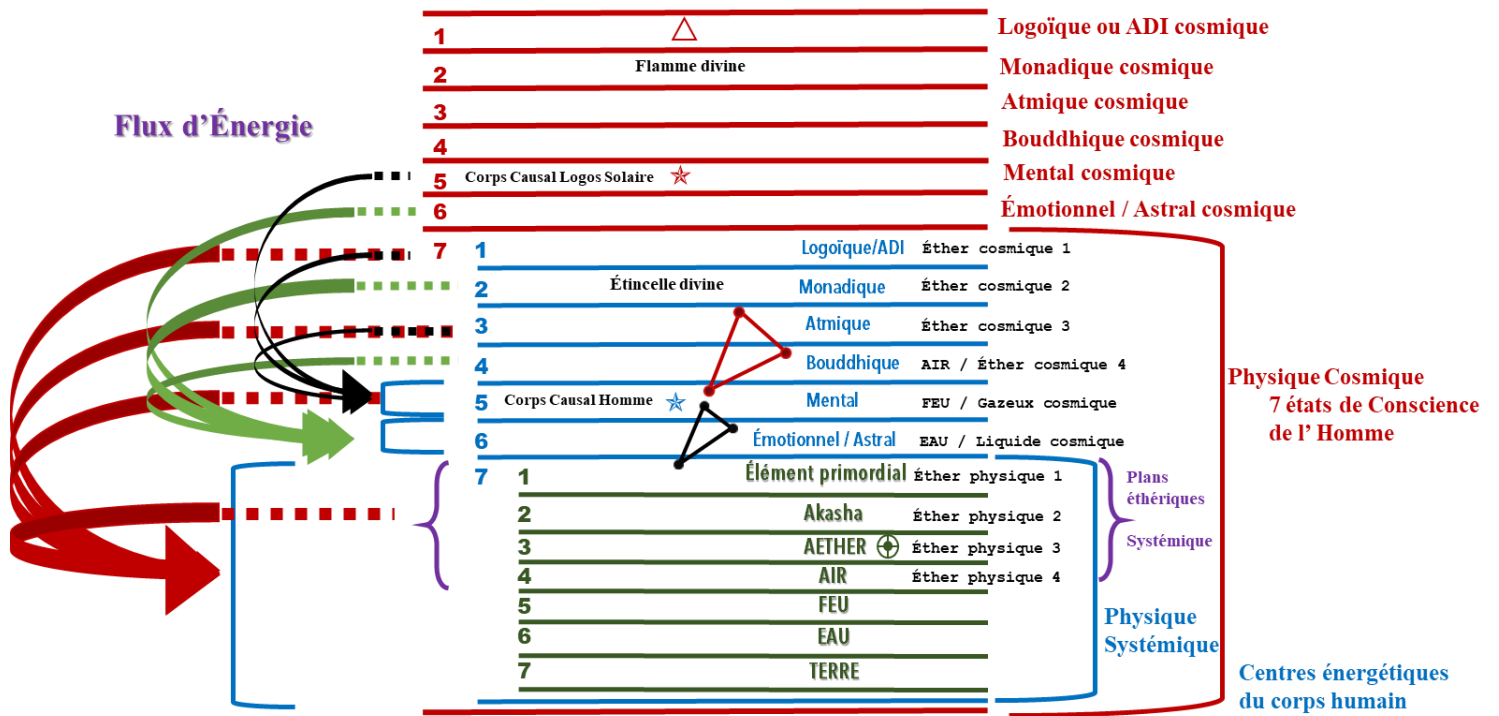 1
Logoïque ou ADI cosmique
2
Flamme divine
Monadique cosmique
3
Atmique cosmique
Flux d’Énergie
4
Bouddhique cosmique
5
Corps Causal Logos Solaire
Mental cosmique
6
Émotionnel / Astral cosmique
7
1
Logoïque/ADI
Éther cosmique 1
2
Étincelle divine
Monadique
Éther cosmique 2
3
Atmique
Éther cosmique 3
4
Bouddhique
AIR / Éther cosmique 4
5
Corps Causal Homme
Mental
FEU / Gazeux cosmique
6
Émotionnel / Astral
EAU / Liquide cosmique
Physique Cosmique
7 états de Conscience
de l’ Homme
7
1
Élément primordial
Éther physique 1
2
Akasha
Éther physique 2
3
AETHER
Éther physique 3
4
AIR
Éther physique 4
Plans
éthériques
Systémique
5
FEU
6
EAU
7
TERRE
Physique
Systémique
Centres énergétiques
du corps humain